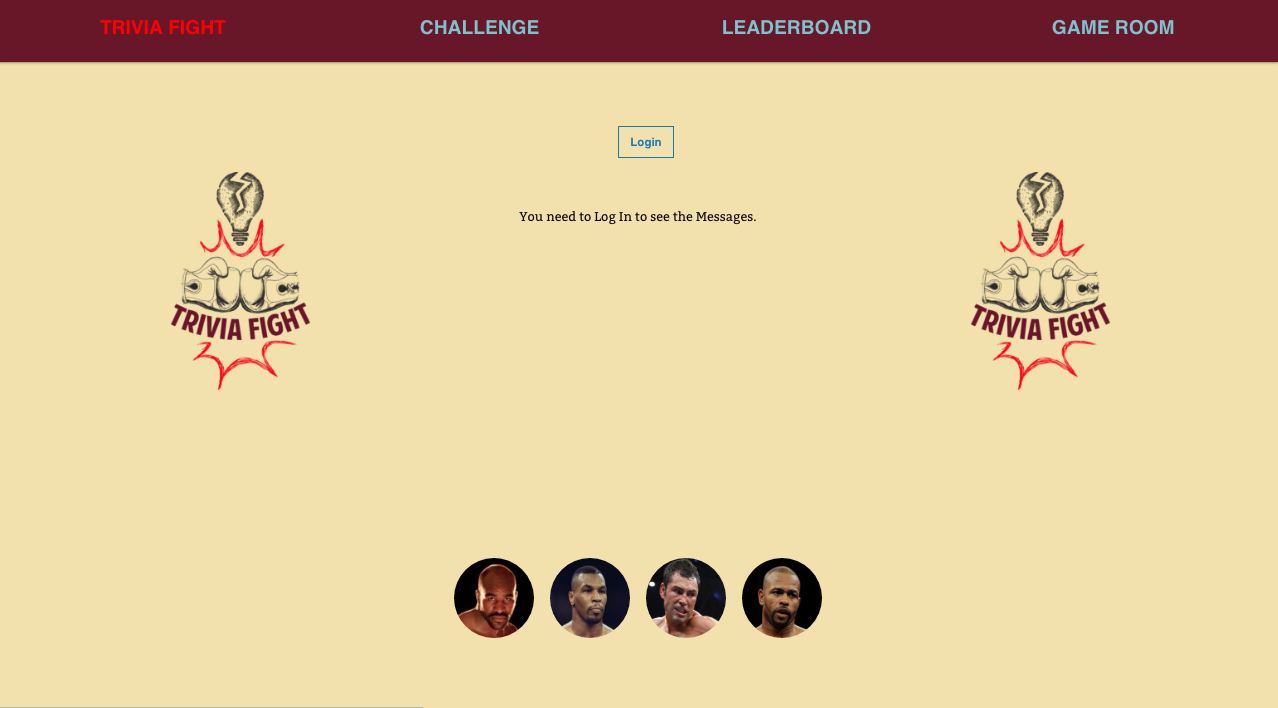 TRIVIA FIGHT
CHALLENGE
LEADERBOARD
GAME ROOM
Login
You need to Log In to see the Messages.
TRIVIA FIGHT
TRIVIA FIGHT